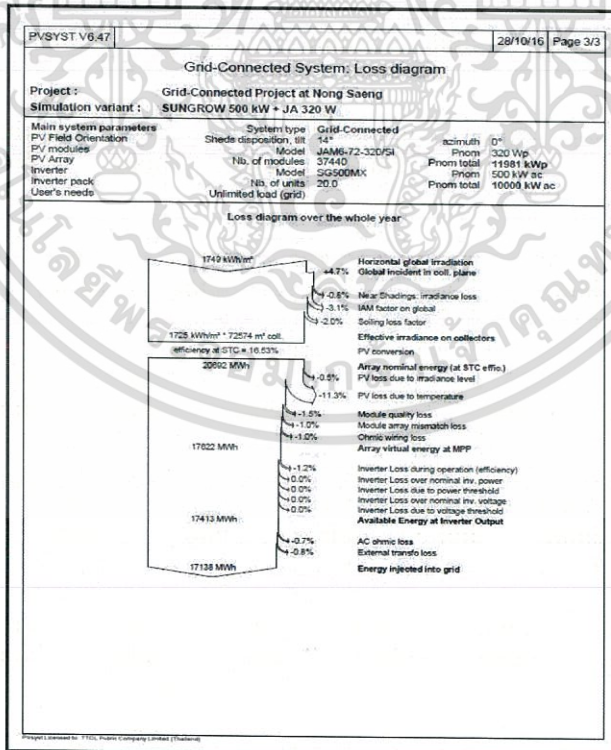 PVSYST V6.47 28/10/16 Page 3/3
Grid-Connected System: Loss diagram
Project : Grid-Connected Project at Nong Saeng
Simulation variant : SUNGROW 500 kW + JA 320 W
Main system parameters System type Grid-Connected
PV Field Orientation Sheds disposition, tilt 14° azimuth 0°
PV modules Model JAM6-72-320/SI Pnom 320 Wp
PV Array Nb. of modules 37440 Pnom total 11981 kWp
Inverter Model SG500MX Pnom 500 kW ac
Inverter pack Nb. of units 20.0 Pnom total 10000 kW ac
User's needs Unlimited load (grid)
Loss diagram over the whole year
1749 kWh/m² Horizontal global irradiation
+4.7% Global incident in coll. plane
-0.8% Near Shadings: irradiance loss
-3.1% IAM factor on global
-2.0% Soiling loss factor
1725 kWh/m² * 72574 m² coll. Effective irradiance on collectors
efficiency at STC = 16.53% PV conversion
20692 MWh Array nominal energy (at STC effic.)
-0.5% PV loss due to irradiance level
-11.3% PV loss due to temperature
-1.5% Module quality loss
-1.0% Module array mismatch loss
-1.0% Ohmic wiring loss
17622 MWh Array virtual energy at MPP
-1.2% Inverter Loss during operation (efficiency)
0.0% Inverter Loss over nominal inv. power
0.0% Inverter Loss due to power threshold
0.0% Inverter Loss over nominal inv. voltage
0.0% Inverter Loss due to voltage threshold
17413 MWh Available Energy at Inverter Output
-0.7% AC ohmic loss
-0.8% External transfo loss
17138 MWh Energy injected into grid
PVsyst Licensed to TTCL Public Company Limited (Thailand)